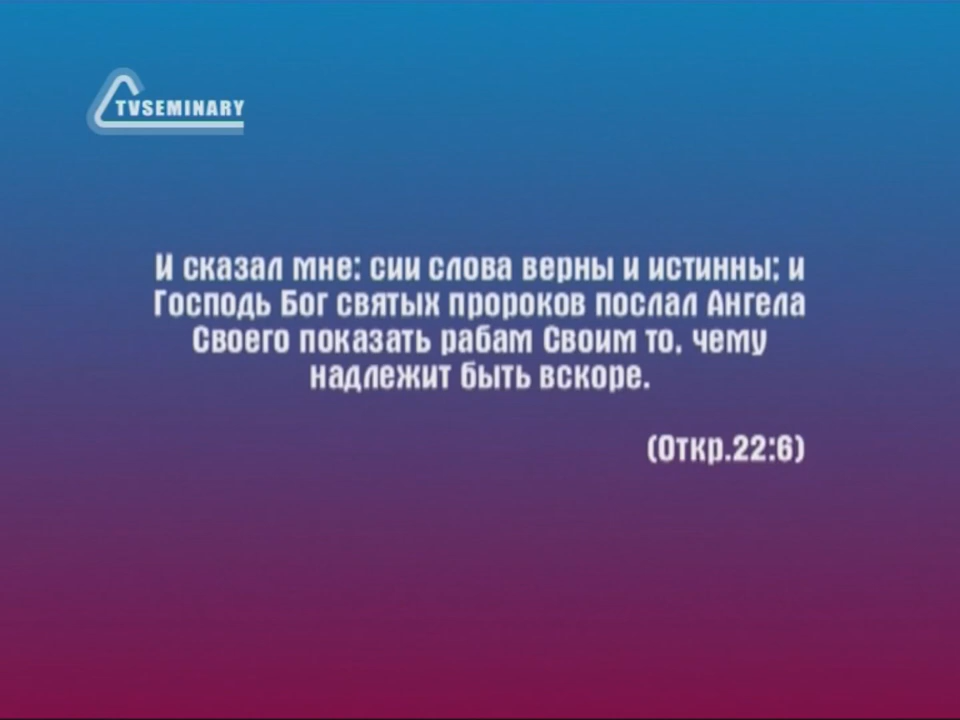 TVSEMINARY
И сказал мне: сии слова верны и истинны; и
Господь Бог святых пророков послал Ангела
Своего показать рабам Своим то, чему
надлежит быть вскоре.
(Откр.22:6)